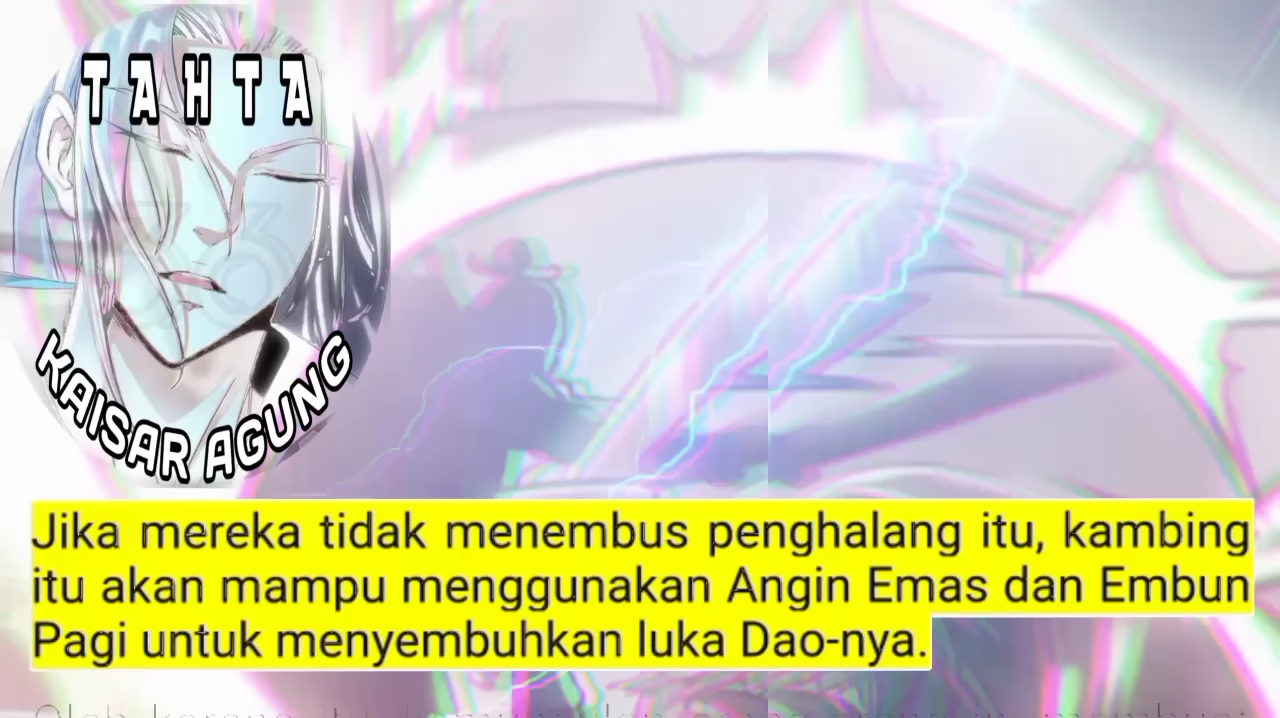 TAHTA
KAISAR AGUNG
Jika mereka tidak menembus penghalang itu, kambing
itu akan mampu menggunakan Angin Emas dan Embun
Pagi untuk menyembuhkan luka Dao-nya.